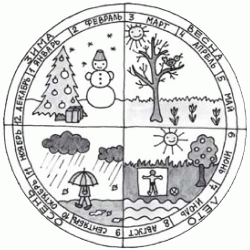 ЗИМА
12 ДЕКАБРЬ
1 ЯНВАРЬ
2 ФЕВРАЛЬ
ВЕСНА
3 МАРТ
4 АПРЕЛЬ
5 МАЙ
ЛЕТО
6 ИЮНЬ
7 ИЮЛЬ
8 АВГУСТ
ОСЕНЬ
9 СЕНТЯБРЬ
10 ОКТЯБРЬ
11 НОЯБРЬ